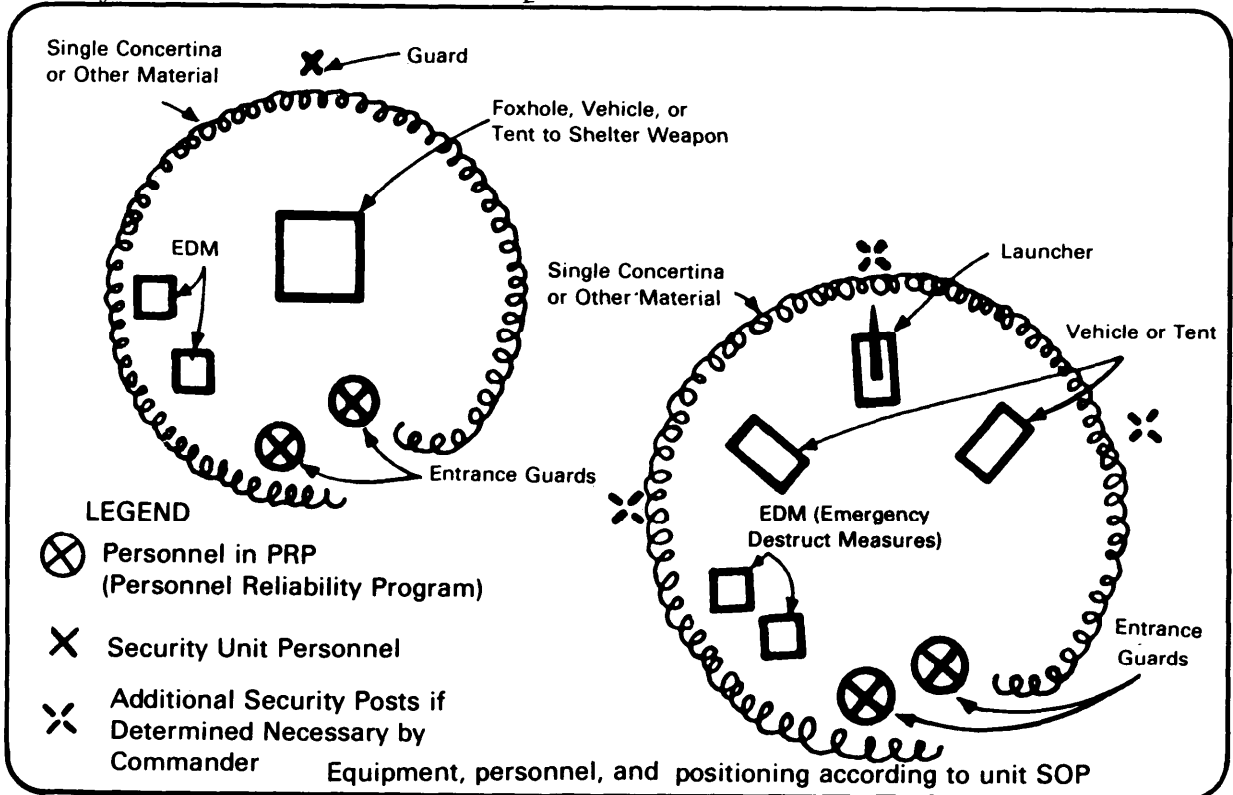 Single Concertina
or Other Material
Guard
Foxhole, Vehicle, or
Tent to Shelter Weapon
EDM
Entrance Guards
Single Concertina
or Other Material
Launcher
Vehicle or Tent
EDM (Emergency
Destruct Measures)
Entrance
Guards
LEGEND
Personnel in PRP
(Personnel Reliability Program)
Security Unit Personnel
Additional Security Posts if
Determined Necessary by
Commander
Equipment, personnel, and positioning according to unit SOP